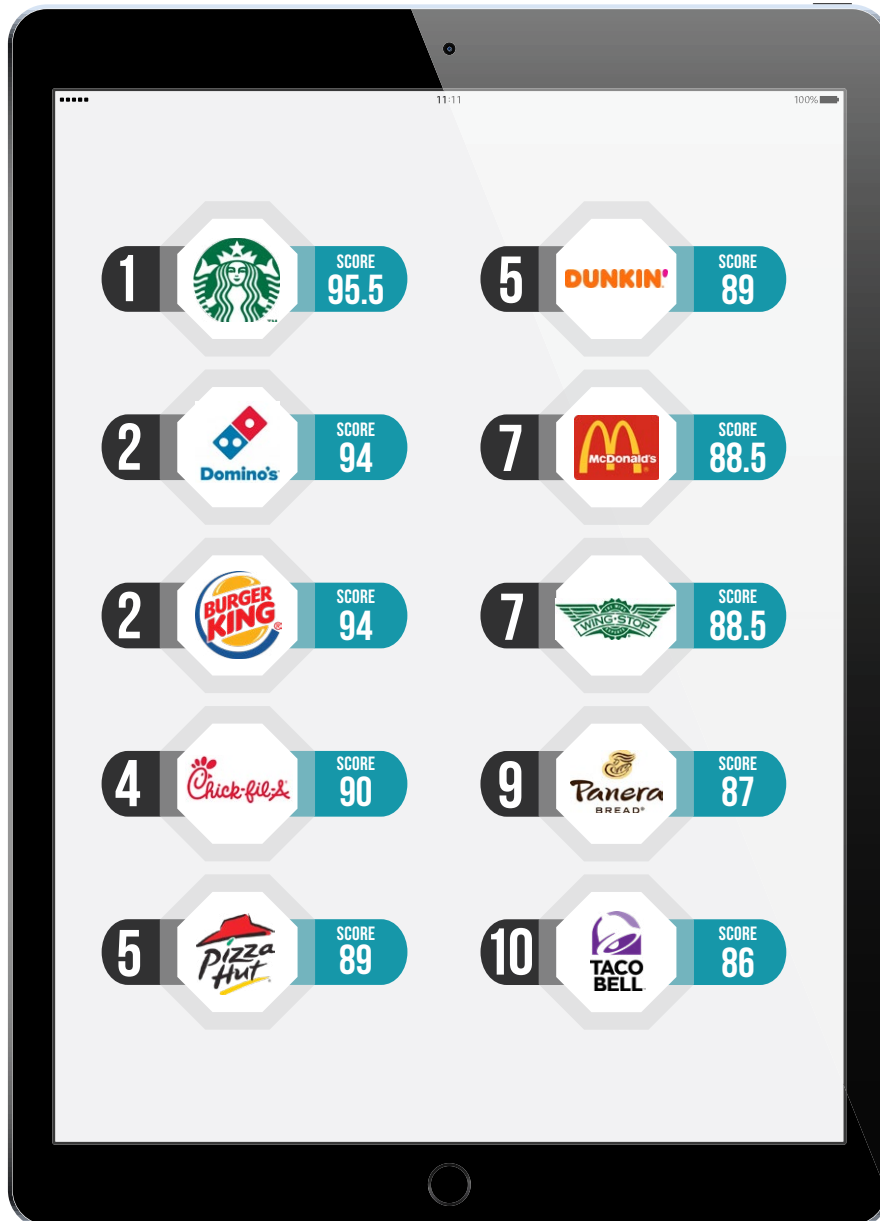 11:11
100%
1
SCORE
95.5
TM
2
Domino's
SCORE
94
2
BURGER
KING
SCORE
94
4
Chick-fil-A
SCORE
90
5
Pizza
Hut
SCORE
89
5
DUNKIN'
SCORE
89
7
McDonald's
SCORE
88.5
7
WING·STOP
SCORE
88.5
9
Panera
BREAD®
SCORE
87
10
TACO
BELL
SCORE
86